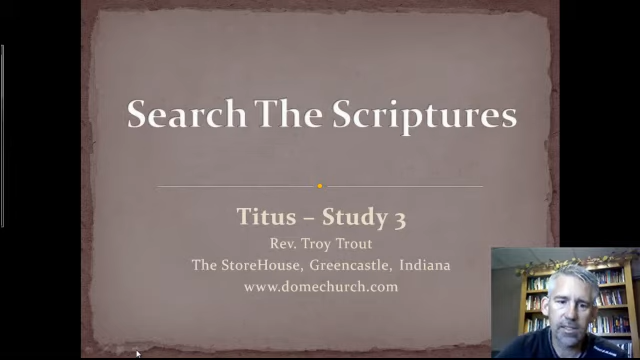 Search The Scriptures
Titus – Study 3
Rev. Troy Trout
The StoreHouse, Greencastle, Indiana
www.domechurch.com